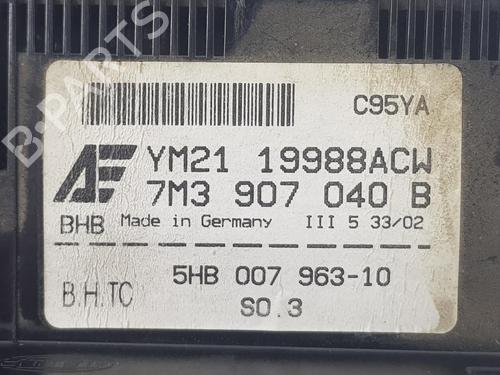 C95YA
AE YM21 19988ACW
7M3 907 040 B
BHB Made in Germany III 5 33/02
5HB 007 963-10
B.H.TC
SO.3
B-PARTS